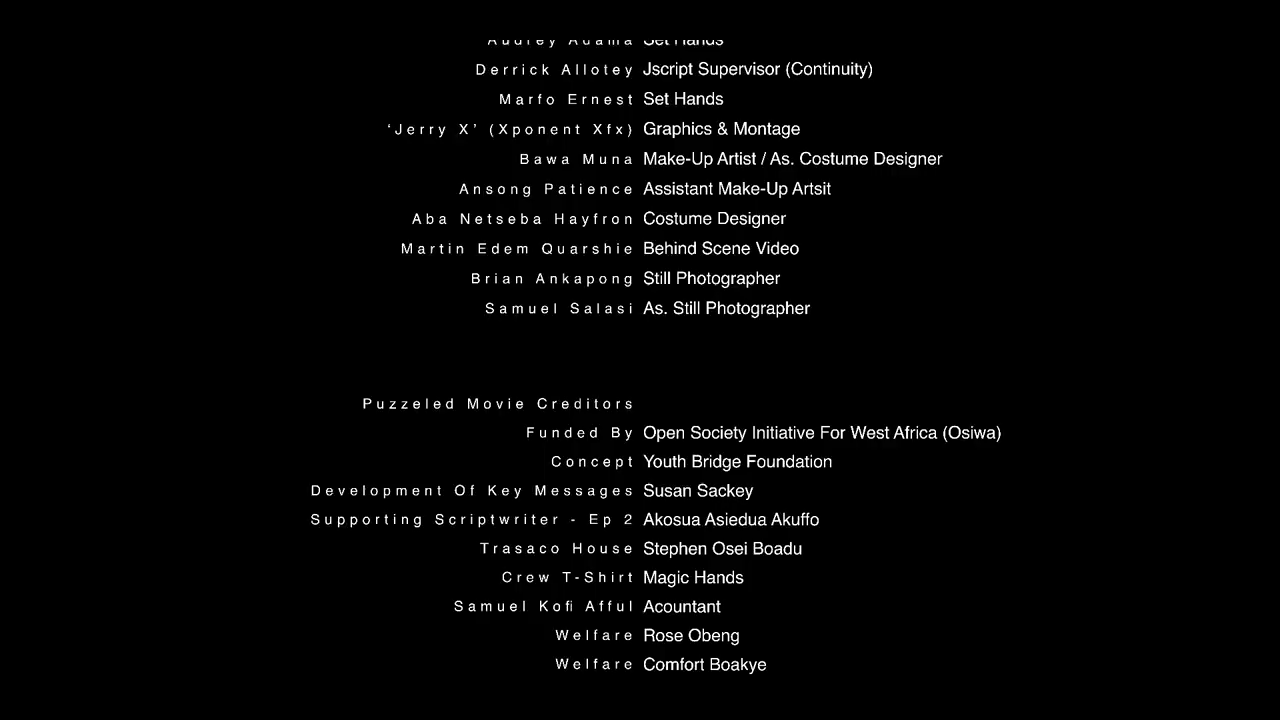 Audrey Adama Set Hands
Derrick Allotey Jscript Supervisor (Continuity)
Marfo Ernest Set Hands
‘Jerry X’ (Xponent Xfx) Graphics & Montage
Bawa Muna Make-Up Artist / As. Costume Designer
Ansong Patience Assistant Make-Up Artsit
Aba Netseba Hayfron Costume Designer
Martin Edem Quarshie Behind Scene Video
Brian Ankapong Still Photographer
Samuel Salasi As. Still Photographer
Puzzeled Movie Creditors
Funded By Open Society Initiative For West Africa (Osiwa)
Concept Youth Bridge Foundation
Development Of Key Messages Susan Sackey
Supporting Scriptwriter - Ep 2 Akosua Asiedua Akuffo
Trasaco House Stephen Osei Boadu
Crew T-Shirt Magic Hands
Samuel Kofi Afful Acountant
Welfare Rose Obeng
Welfare Comfort Boakye